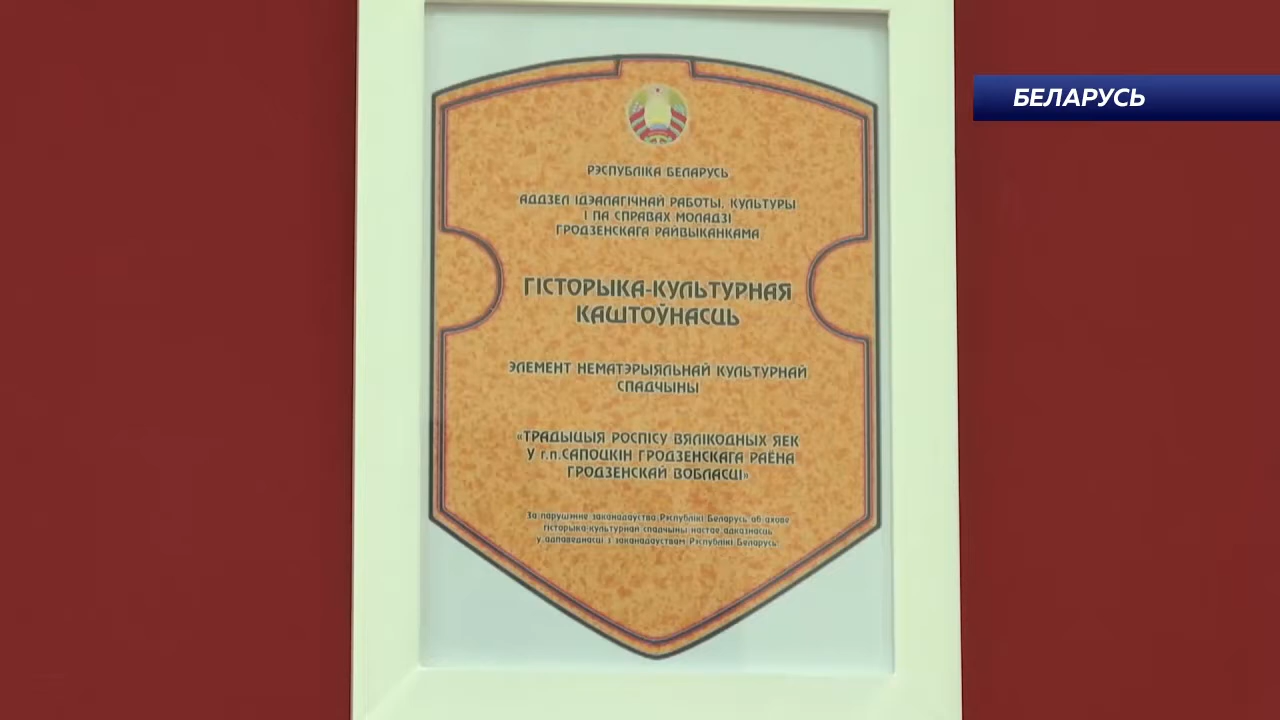 БЕЛАРУСЬ
РЭСПУБЛІКА БЕЛАРУСЬ
АДДЗЕЛ ІДЭАЛАГІЧНАЙ РАБОТЫ, КУЛЬТУРЫ
І ПА СПРАВАХ МОЛАДЗІ
ГРОДЗЕНСКАГА РАЙВЫКАНКАМА
ГІСТОРЫКА-КУЛЬТУРНАЯ
КАШТОЎНАСЦЬ
ЭЛЕМЕНТ НЕМАТЭРЫЯЛЬНАЙ КУЛЬТУРНАЙ
СПАДЧЫНЫ
«ТРАДЫЦЫЯ РОСПІСУ ВЯЛІКОДНЫХ ЯЕК
У г.п.САПОЦКІН ГРОДЗЕНСКАГА РАЁНА
ГРОДЗЕНСКАЙ ВОБЛАСЦІ»
За парушэнне заканадаўства Рэспублікі Беларусь аб ахове
гісторыка-культурнай спадчыны настае адказнасць
у адпаведнасці з заканадаўствам Рэспублікі Беларусь